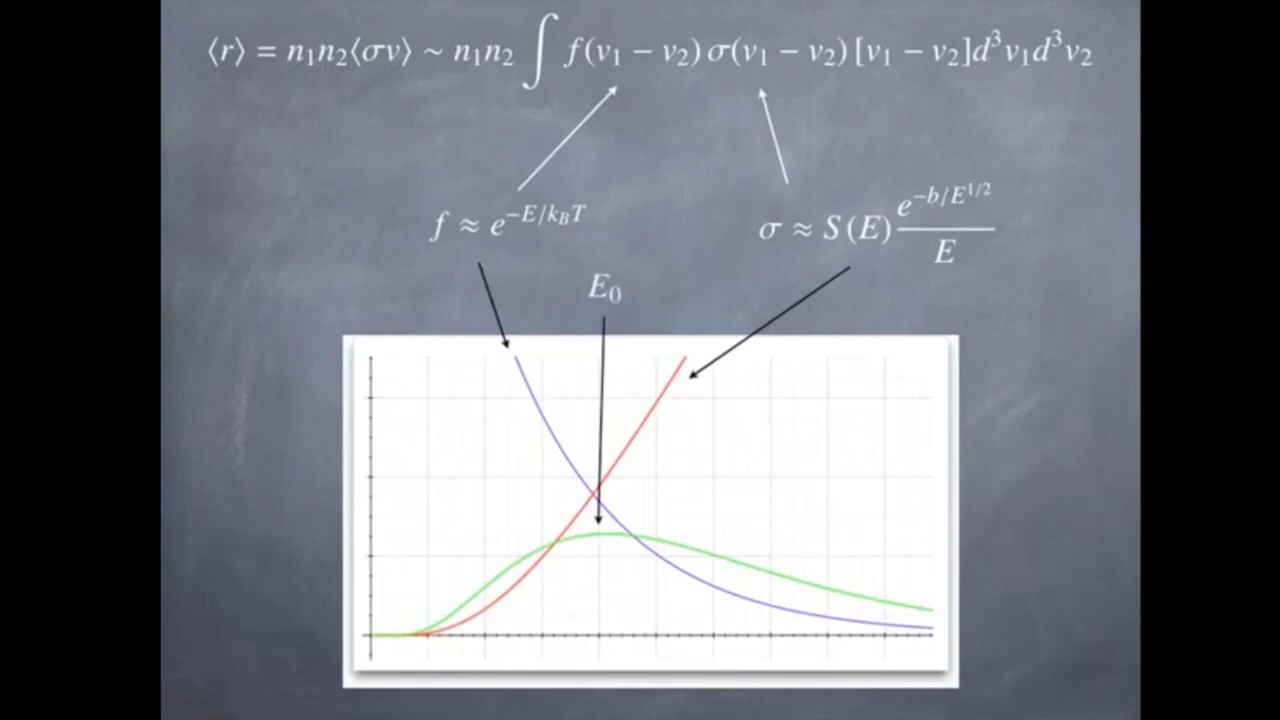 ⟨r⟩ = n₁n₂⟨σv⟩ ~ n₁n₂ ∫ f(v₁ − v₂) σ(v₁ − v₂) [v₁ − v₂]d³v₁d³v₂
f ≈ e^{−E/k_BT}
σ ≈ S(E) e^{−b/E^{1/2}}/E
E₀